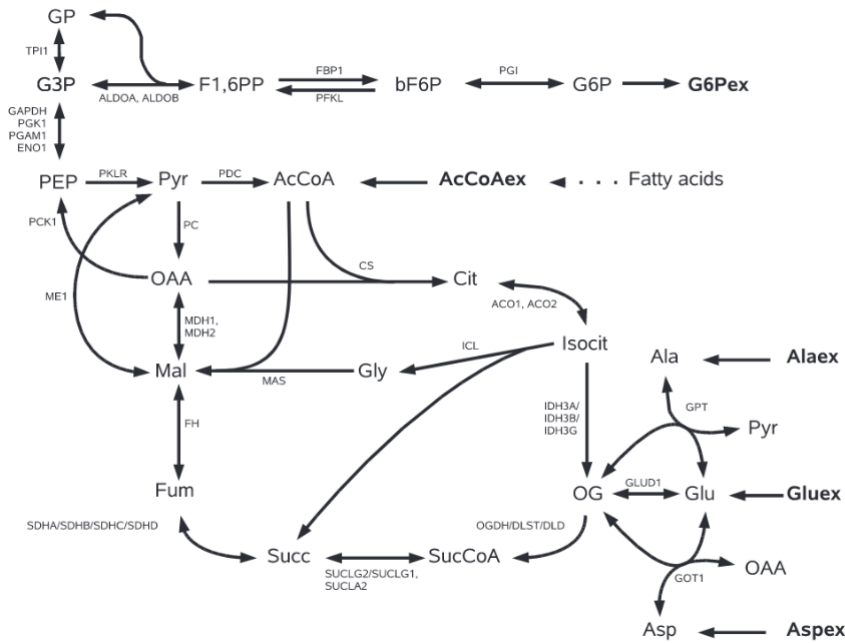 GP
TPI1
G3P
ALDOA, ALDOB
F1,6PP
FBP1
PFKL
bF6P
PGI
G6P
G6Pex
GAPDH
PGK1
PGAM1
ENO1
PEP
PKLR
Pyr
PDC
AcCoA
AcCoAex
Fatty acids
PCK1
PC
OAA
CS
Cit
ACO1, ACO2
ME1
MDH1,
MDH2
Isocit
ICL
Mal
MAS
Gly
Ala
Alaex
FH
IDH3A/
IDH3B/
IDH3G
GPT
Pyr
Fum
OG
GLUD1
Glu
Gluex
SDHA/SDHB/SDHC/SDHD
OGDH/DLST/DLD
Succ
SUCLG2/SUCLG1,
SUCLA2
SucCoA
GOT1
OAA
Asp
Aspex